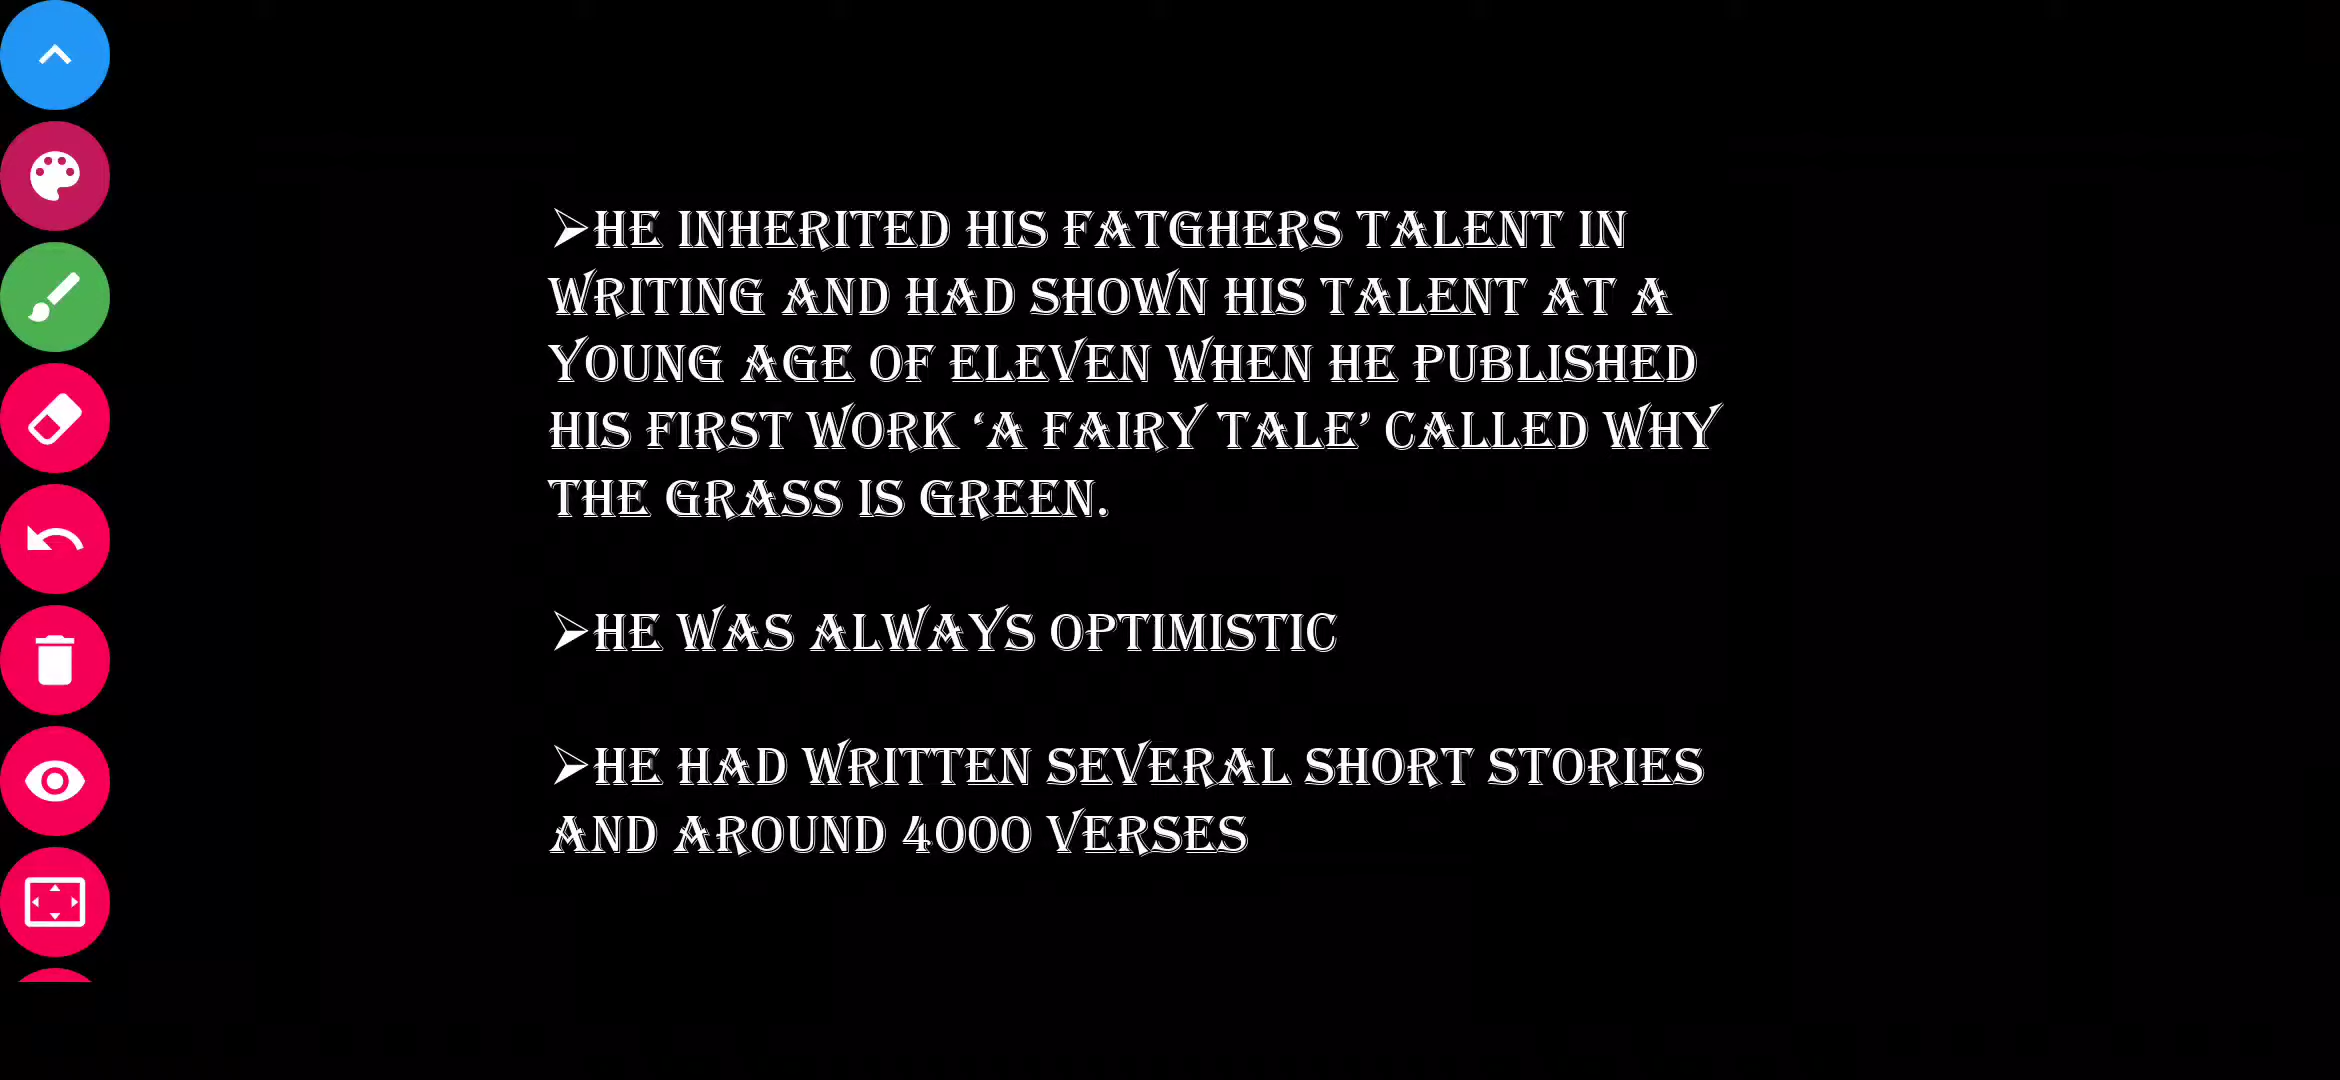 ➢HE INHERITED HIS FATGHERS TALENT IN
WRITING AND HAD SHOWN HIS TALENT AT A
YOUNG AGE OF ELEVEN WHEN HE PUBLISHED
HIS FIRST WORK ‘A FAIRY TALE’ CALLED WHY
THE GRASS IS GREEN.
➢HE WAS ALWAYS OPTIMISTIC
➢HE HAD WRITTEN SEVERAL SHORT STORIES
AND AROUND 4000 VERSES